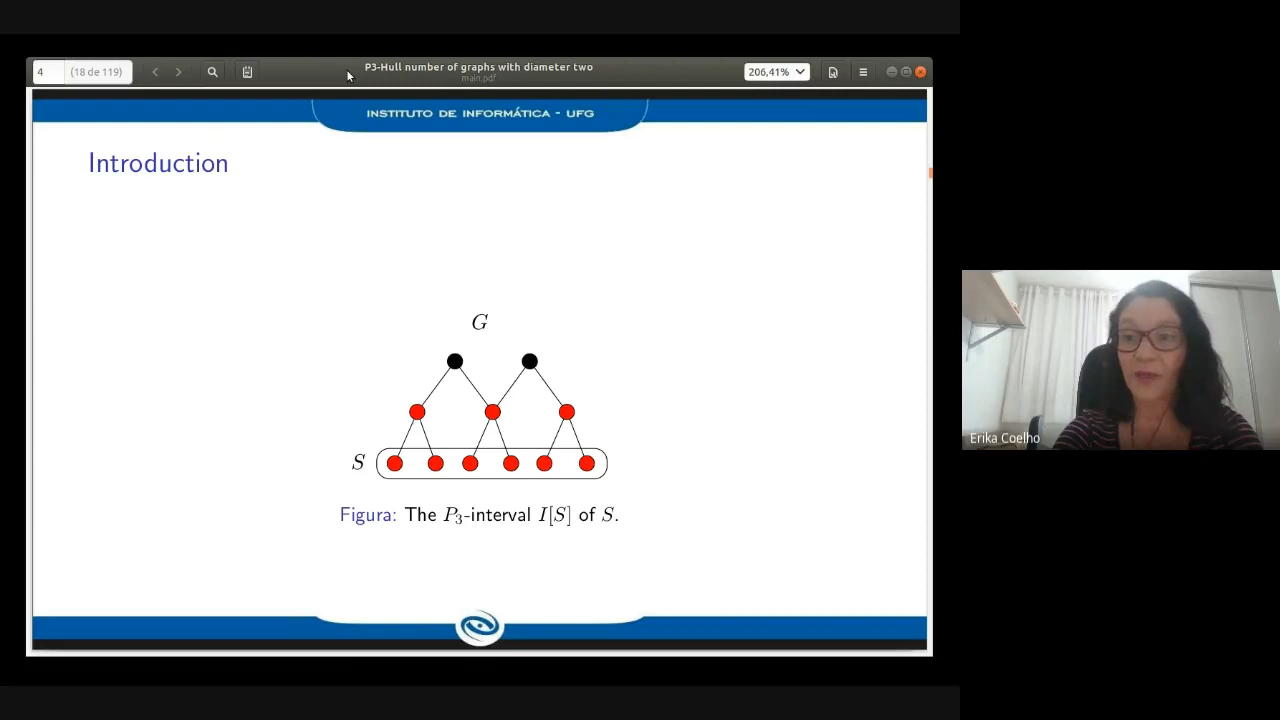 4 (18 de 119)
P3-Hull number of graphs with diameter two
main.pdf
206,41%
INSTITUTO DE INFORMÁTICA - UFG
Introduction
G
S
Figura: The P₃-interval I[S] of S.
Erika Coelho